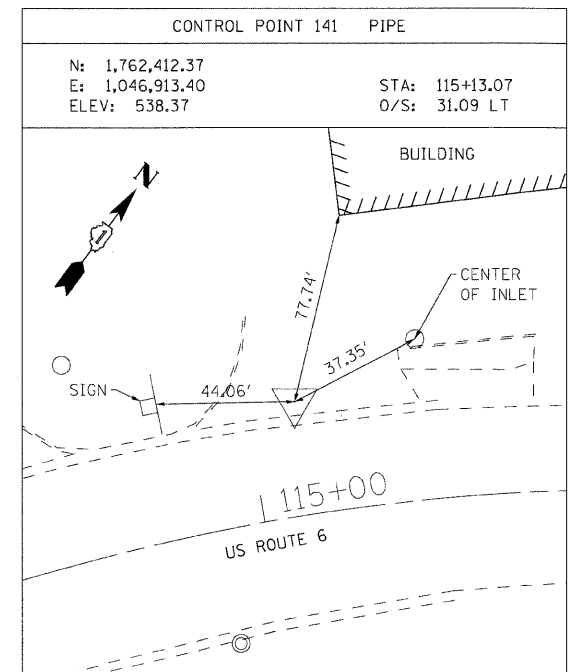 CONTROL POINT 141 PIPE
N: 1,762,412.37
E: 1,046,913.40
ELEV: 538.37
STA: 115+13.07
O/S: 31.09 LT
BUILDING
N
77.74'
CENTER
OF INLET
37.35'
SIGN
44.06'
115+00
US ROUTE 6